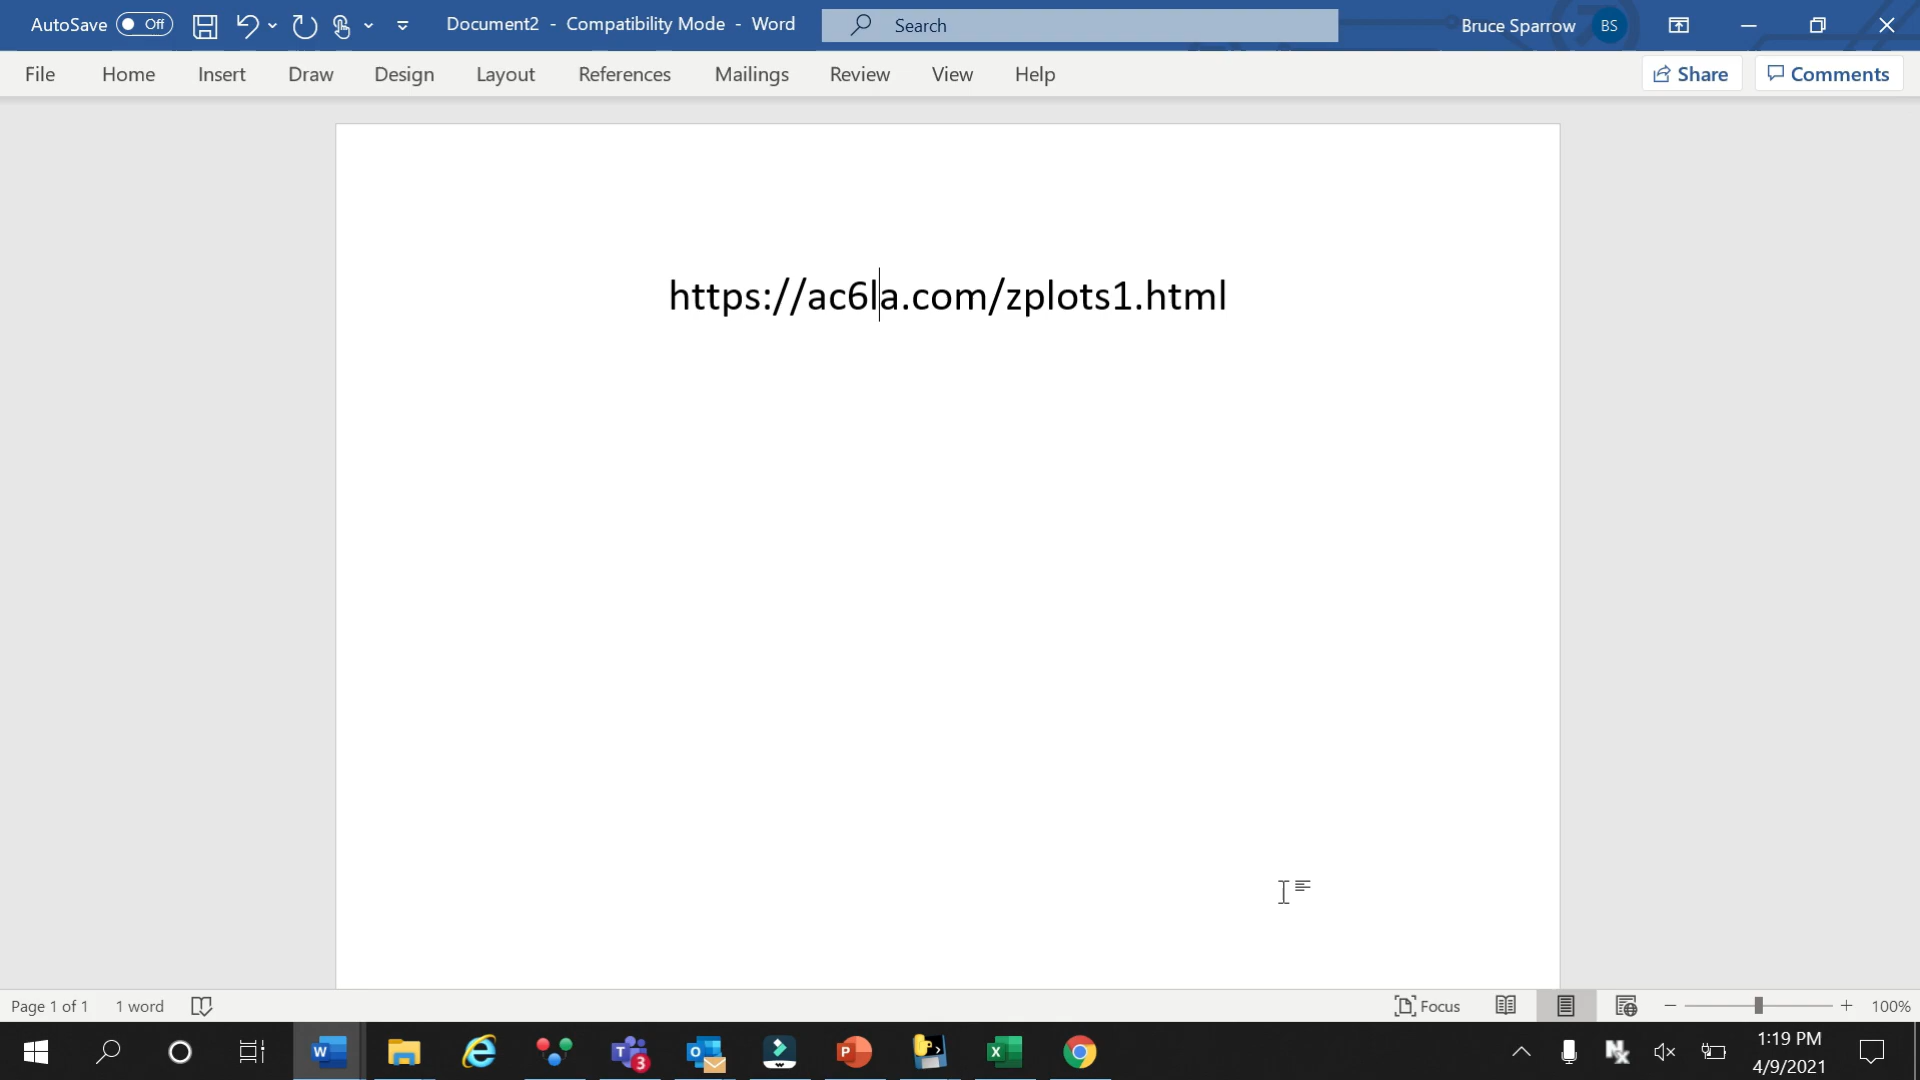 AutoSave Off Document2 - Compatibility Mode - Word Search Bruce Sparrow BS
File Home Insert Draw Design Layout References Mailings Review View Help Share Comments
https://ac6la.com/zplots1.html
Page 1 of 1 1 word Focus 100%
1:19 PM
4/9/2021
3